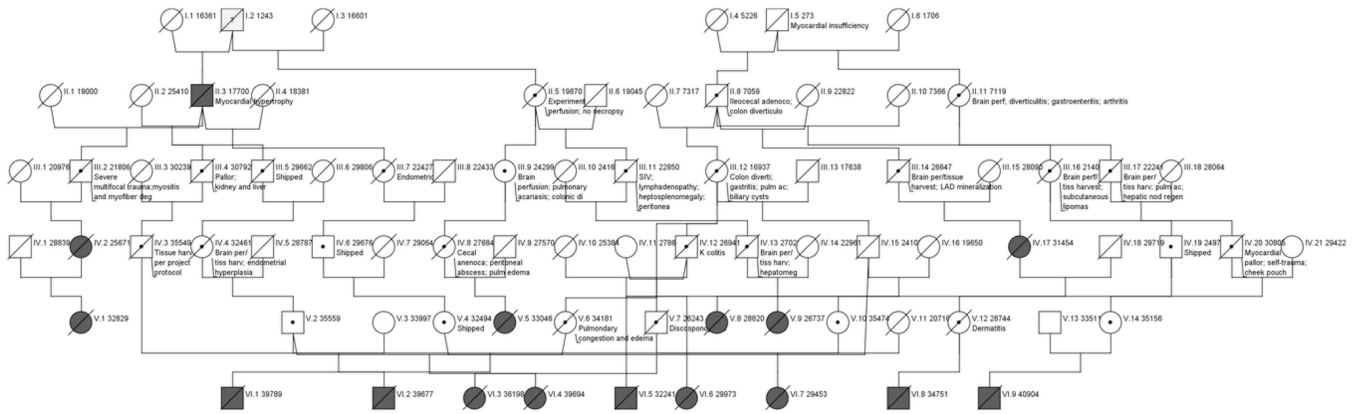 I.1 16361
I.2 1243
I.3 16601
I.4 5226
I.5 273
Myocardial insufficiency
I.6 1706
II.1 19000
II.2 25410
II.3 17700
Myocardial hypertrophy
II.4 18381
II.5 19870
Experiment
perfusion; no necropsy
II.6 19045
II.7 7317
II.8 7059
Ileocecal adenoco;
colon diverticulo
II.9 22822
II.10 7366
II.11 7119
Brain perf; diverticulitis; gastroenteritis; arthritis
III.1 20976
III.2 21806
Severe
multifocal trauma;myositis
and myofiber deg
III.3 30239
III.4 30792
Pallor;
kidney and liver
III.5 29662
Shipped
III.6 29806
III.7 22427
Endometric
III.8 22433
III.9 24299
Brain
perfusion; pulmonary
acariasis; colonic di
III.10 2416
III.11 22850
SIV;
lymphadenopathy;
heptosplenomegaly;
peritonea
III.12 16937
Colon diverti;
gastritis; pulm ac;
biliary cysts
III.13 17638
III.14 26647
Brain per/tissue
harvest; LAD mineralization
III.15 28090
III.16 2140
Brain perf/
tiss harvest;
subcutaneous
lipomas
III.17 22241
Brain per/
tiss harv; pulm ac;
hepatic nod regen
III.18 28064
IV.1 28839
IV.2 25671
IV.3 35549
Tissue harv
per project
protocol
IV.4 32461
Brain per/
tiss harv; endometrial
hyperplasia
IV.5 28787
IV.6 29676
Shipped
IV.7 29064
IV.8 27684
Cecal
anenoca; peritoneal
abscess; pulm edema
IV.9 27570
IV.10 25384
IV.11 2786
IV.12 26941
K colitis
IV.13 2702
Brain per/
tiss harv;
hepatomeg
IV.14 22961
IV.15 2410
IV.16 19650
IV.17 31454
IV.18 29719
IV.19 2497
Shipped
IV.20 30805
Myocardial
pallor; self-trauma;
cheek pouch
IV.21 29422
V.1 32829
V.2 35559
V.3 33997
V.4 32494
Shipped
V.5 33046
V.6 34181
Pulmondary
congestion and edema
V.7 26243
Discospond
V.8 28820
V.9 26737
V.10 35474
V.11 20718
V.12 28744
Dermatitis
V.13 33511
V.14 35156
VI.1 39789
VI.2 39677
VI.3 36198
VI.4 39694
VI.5 32241
VI.6 29973
VI.7 29453
VI.8 34751
VI.9 40904